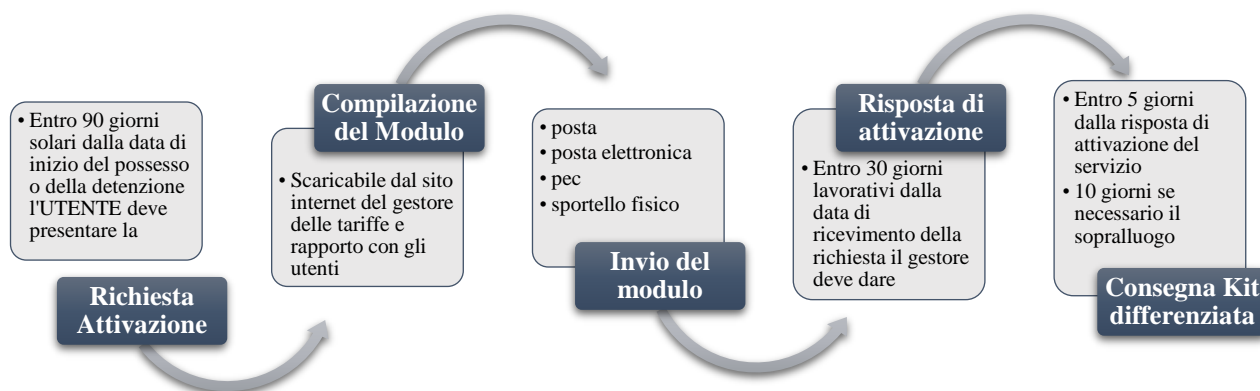 • Entro 90 giorni
solari dalla data di
inizio del possesso
o della detenzione
l'UTENTE deve
presentare la
Richiesta
Attivazione
Compilazione
del Modulo
• Scaricabile dal sito
internet del gestore
delle tariffe e
rapporto con gli
utenti
• posta
• posta elettronica
• pec
• sportello fisico
Invio del
modulo
Risposta di
attivazione
• Entro 30 giorni
lavorativi dalla
data di
ricevimento della
richiesta il gestore
deve dare
• Entro 5 giorni
dalla risposta di
attivazione del
servizio
• 10 giorni se
necessario il
sopralluogo
Consegna Kit
differenziata